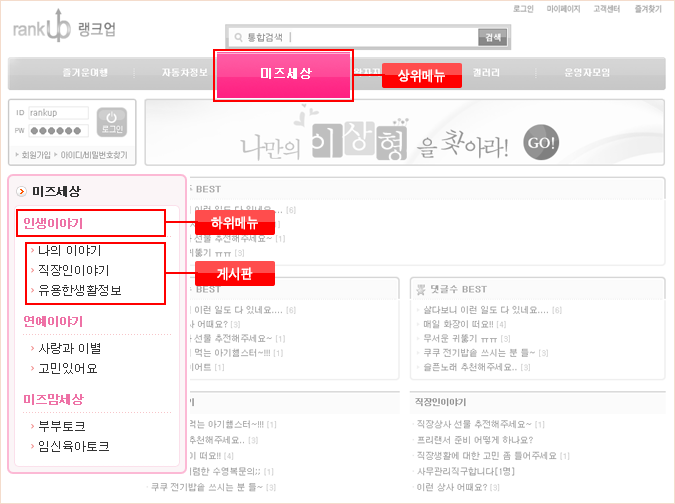 로그인 마이페이지 고객센터 즐겨찾기
rankup 랭크업
통합검색 검색
즐거운여행 자동차정보 미즈세상 갤러리 운영자모임
상위메뉴
ID rankup
PW
로그인
회원가입 아이디/비밀번호찾기
나만의 이상형 을 찾아라! GO!
미즈세상
BEST
인생이야기
하위메뉴
이런 일도 다 있네요.... [6]
나의 이야기
선물 추천해주세요~ [1]
직장인이야기
게시판
귀뚫기 ㅠㅠ [3]
유용한생활정보
BEST
댓글수 BEST
이런 일도 다 있네요.... [6]
살다보니 이런 일도 다 있네요.... [6]
연예이야기
어때요? [3]
매일 화장이 떠요!! [4]
사랑과 이별
선물 추천해주세요~ [1]
무서운 귀뚫기 ㅠㅠ [3]
고민있어요
먹는 아기햄스터~!!! [1]
쿠쿠 전기밥솥 쓰시는 분 들~ [3]
이어트 [1]
슬픈노래 추천해주세요.. [3]
미즈맘세상
직장인이야기
부부토크
먹는 아기햄스터~!!! [1]
직장상사 선물 추천해주세요~ [1]
임신육아토크
추천해주세요.. [3]
프리랜서 준비 어떻게 하나요?
떠요!! [4]
직장생활에 대한 고민 좀 들어주세요 [1]
험한 수영복문의;; [1]
사무관리직구합니다[1명]
쿠쿠 전기밥솥 쓰시는 분 들~ [3]
이런 상사 어때요? [3]